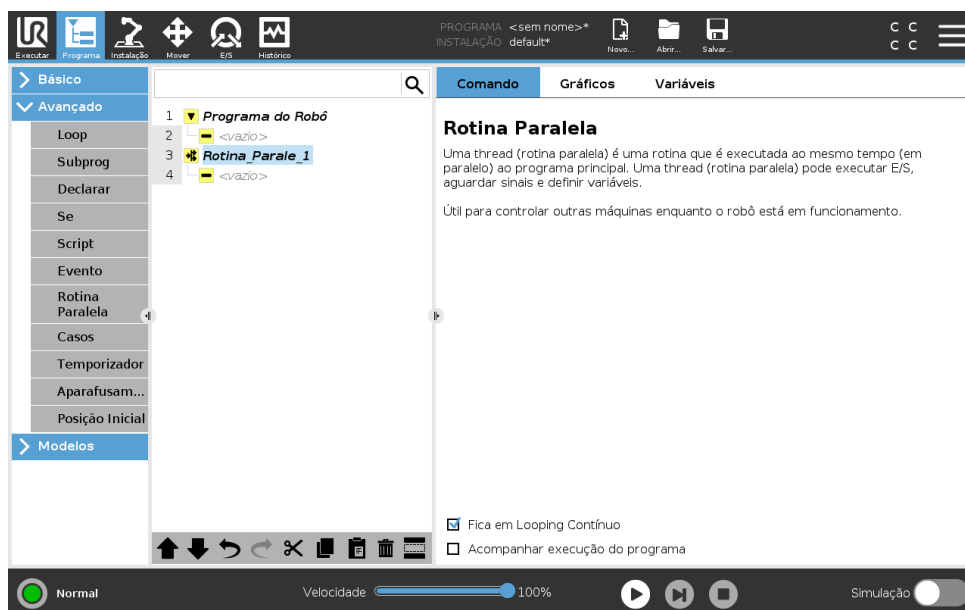 UR
Executar
Programa
Instalação
Mover
E/S
Histórico
PROGRAMA <sem nome>*
INSTALAÇÃO default*
Novo...
Abrir...
Salvar...
C C
C C
Básico
Avançado
Loop
Subprog
Declarar
Se
Script
Evento
Rotina
Paralela
Casos
Temporizador
Aparafusam...
Posição Inicial
Modelos
1 Programa do Robô
2 <vazio>
3 Rotina_Parale_1
4 <vazio>
Comando Gráficos Variáveis
Rotina Paralela
Uma thread (rotina paralela) é uma rotina que é executada ao mesmo tempo (em
paralelo) ao programa principal. Uma thread (rotina paralela) pode executar E/S,
aguardar sinais e definir variáveis.
Útil para controlar outras máquinas enquanto o robô está em funcionamento.
Fica em Looping Contínuo
Acompanhar execução do programa
Normal
Velocidade 100%
Simulação